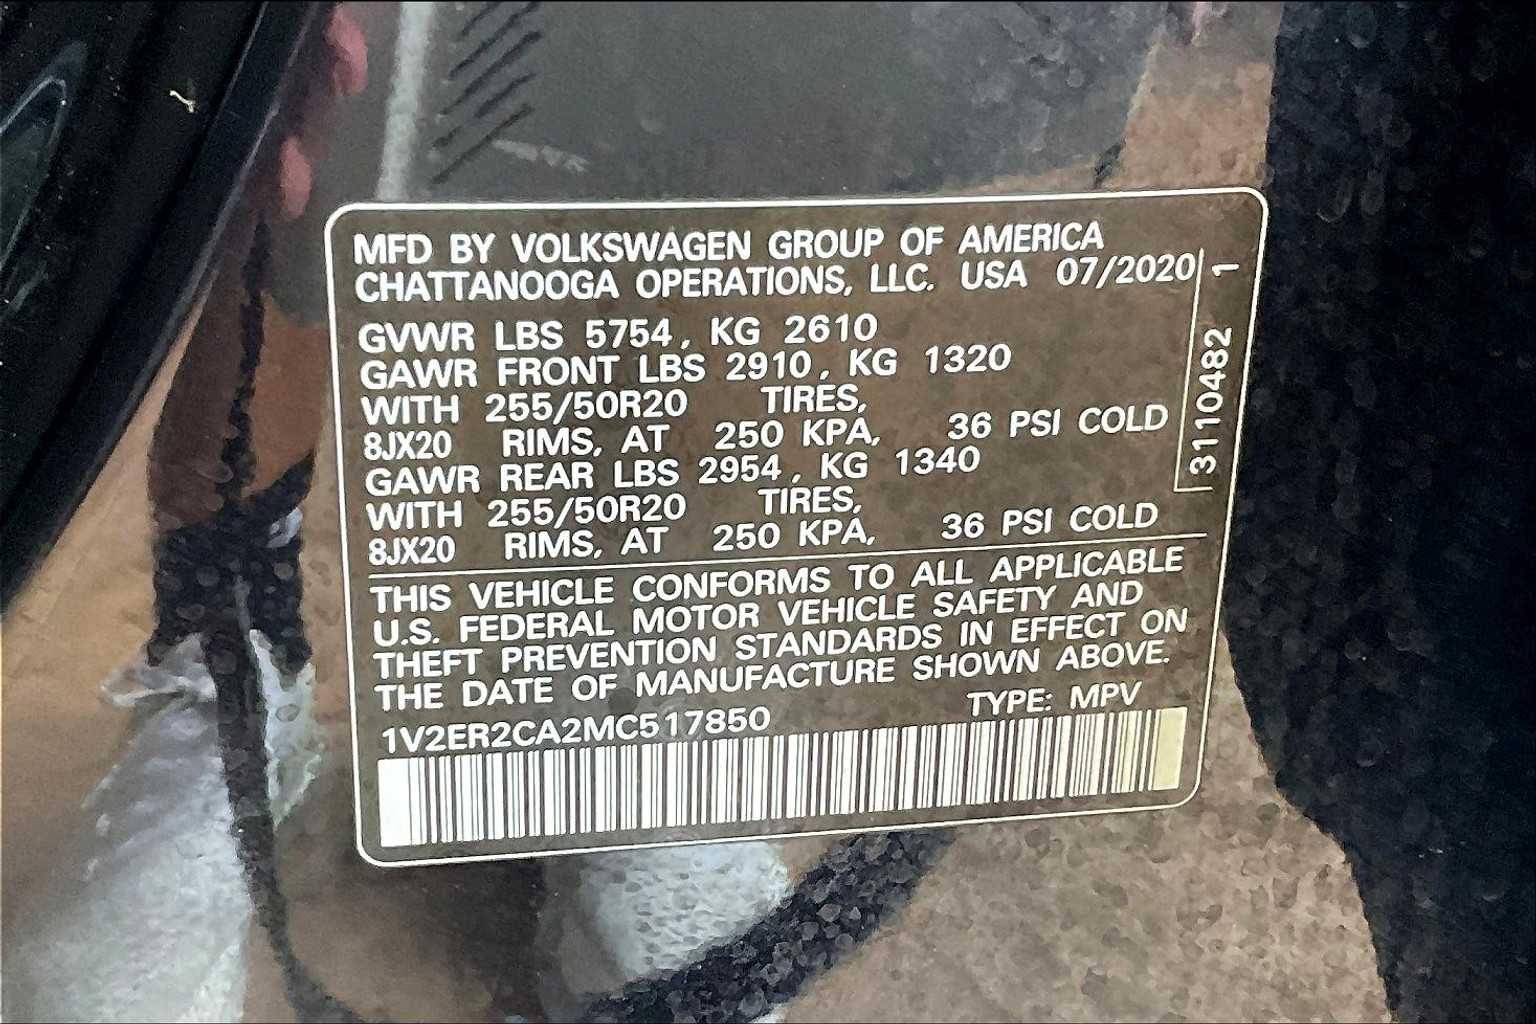 MFD BY VOLKSWAGEN GROUP OF AMERICA
CHATTANOOGA OPERATIONS, LLC. USA 07/2020
GVWR LBS 5754, KG 2610
GAWR FRONT LBS 2910, KG 1320
WITH 255/50R20 TIRES,
8JX20 RIMS, AT 250 KPA, 36 PSI COLD
GAWR REAR LBS 2954, KG 1340
WITH 255/50R20 TIRES,
8JX20 RIMS, AT 250 KPA, 36 PSI COLD
THIS VEHICLE CONFORMS TO ALL APPLICABLE
U.S. FEDERAL MOTOR VEHICLE SAFETY AND
THEFT PREVENTION STANDARDS IN EFFECT ON
THE DATE OF MANUFACTURE SHOWN ABOVE.
1V2ER2CA2MC517850 TYPE: MPV
3110482 1